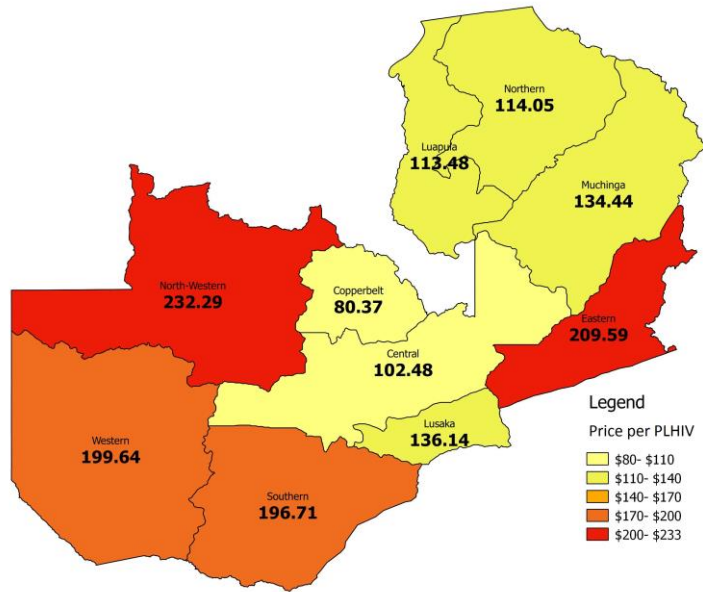 Northern
114.05
Luapula
113.48
Muchinga
134.44
North-Western
232.29
Copperbelt
80.37
Eastern
209.59
Central
102.48
Lusaka
136.14
Western
199.64
Southern
196.71
Legend
Price per PLHIV
$80- $110
$110- $140
$140- $170
$170- $200
$200- $233